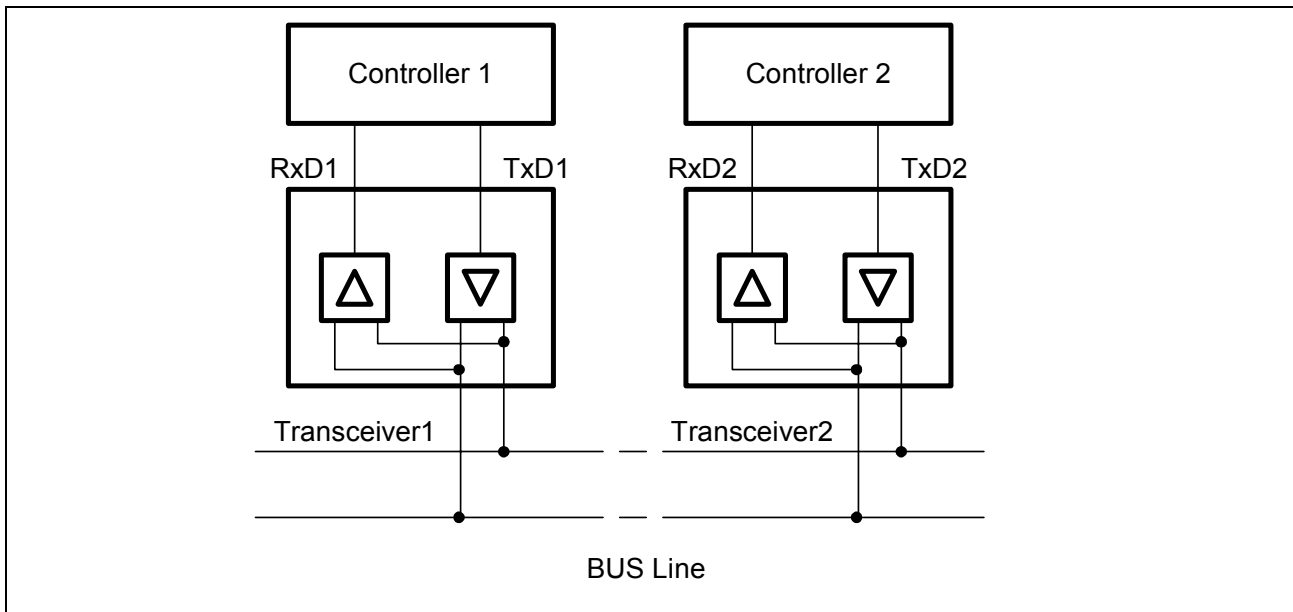 Controller 1
Controller 2
RxD1
TxD1
RxD2
TxD2
Transceiver1
Transceiver2
BUS Line